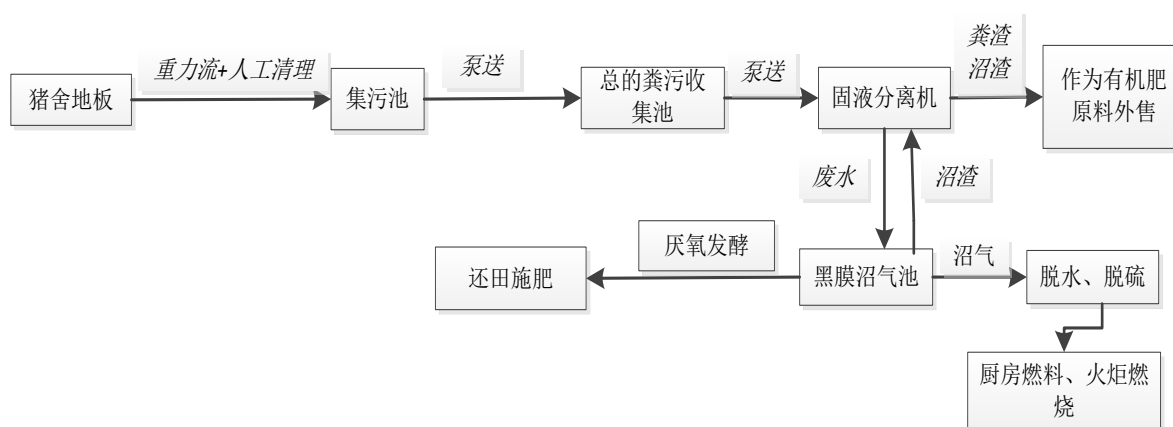 重力流+人工清理
泵送
泵送
粪渣
沼渣
猪舍地板
集污池
总的粪污收
集池
固液分离机
作为有机肥
原料外售
废水
沼渣
厌氧发酵
沼气
还田施肥
黑膜沼气池
脱水、脱硫
厨房燃料、火炬燃
烧